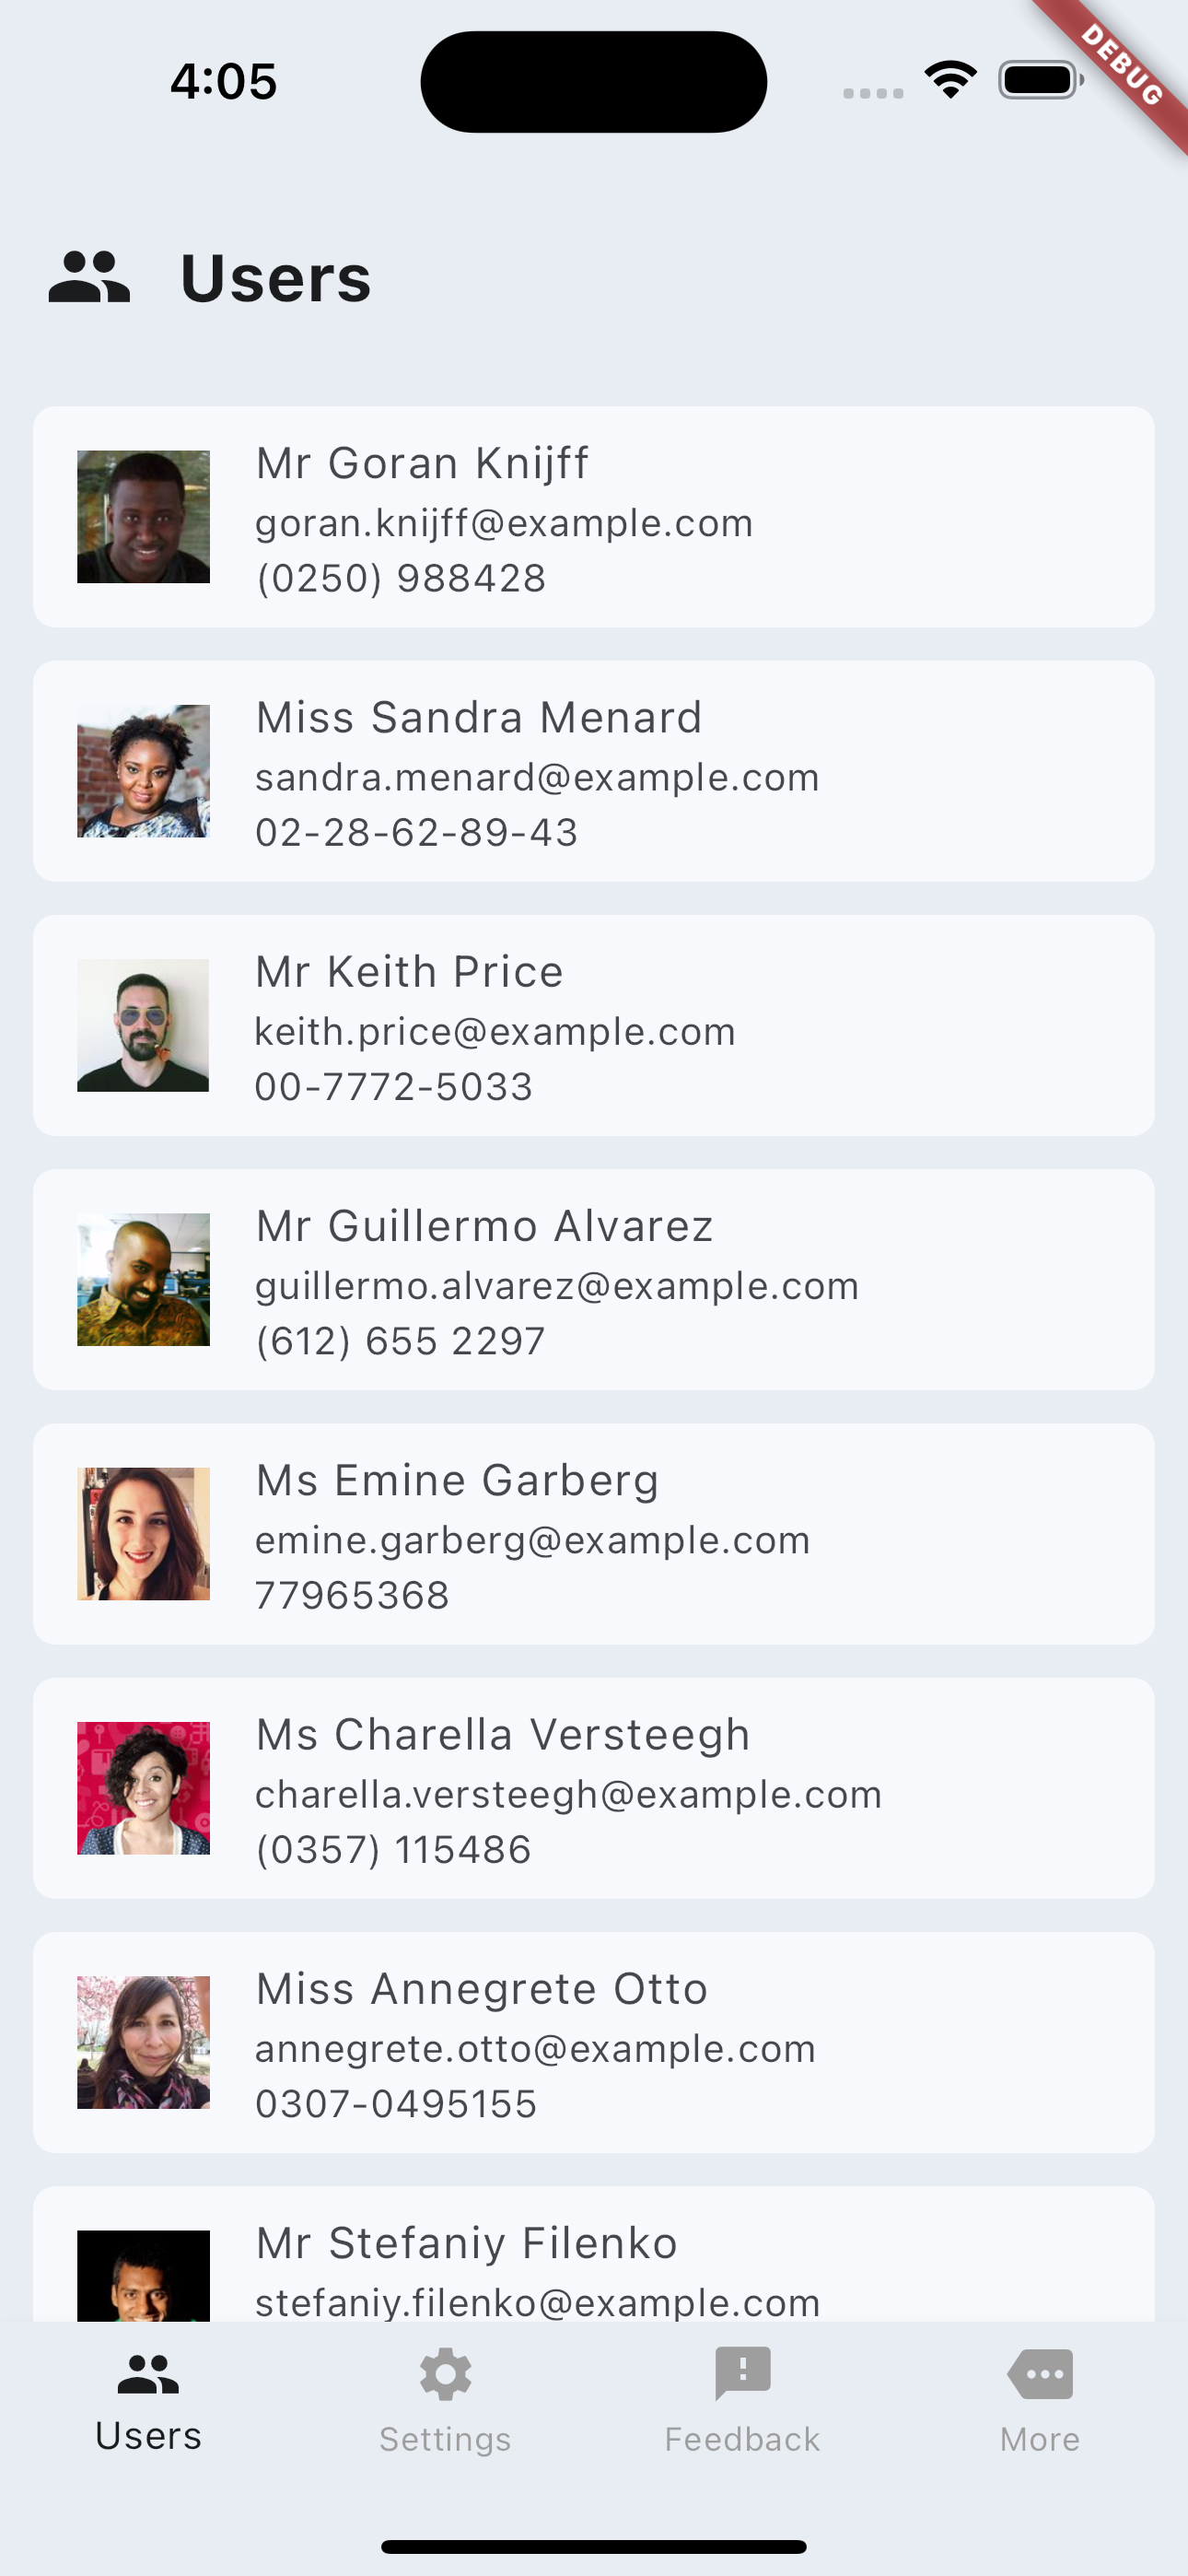 4:05
DEBUG
Users
Mr Goran Knijff
goran.knijff@example.com
(0250) 988428
Miss Sandra Menard
sandra.menard@example.com
02-28-62-89-43
Mr Keith Price
keith.price@example.com
00-7772-5033
Mr Guillermo Alvarez
guillermo.alvarez@example.com
(612) 655 2297
Ms Emine Garberg
emine.garberg@example.com
77965368
Ms Charella Versteegh
charella.versteegh@example.com
(0357) 115486
Miss Annegrete Otto
annegrete.otto@example.com
0307-0495155
Mr Stefaniy Filenko
stefaniy.filenko@example.com
Users
Settings
Feedback
More